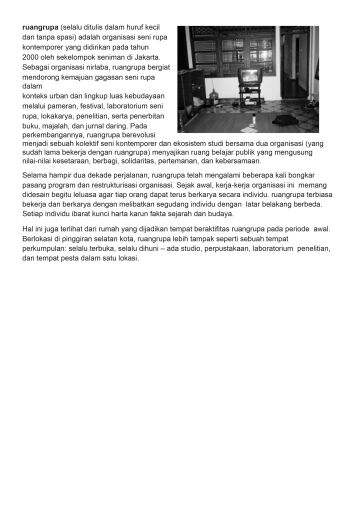 ruangrupa (selalu ditulis dalam huruf kecil
dan tanpa spasi) adalah organisasi seni rupa
kontemporer yang didirikan pada tahun
2000 oleh sekelompok seniman di Jakarta.
Sebagai organisasi nirlaba, ruangrupa bergiat
mendorong kemajuan gagasan seni rupa
dalam
konteks urban dan lingkup luas kebudayaan
melalui pameran, festival, laboratorium seni
rupa, lokakarya, penelitian, serta penerbitan
buku, majalah, dan jurnal daring. Pada
perkembangannya, ruangrupa berevolusi
menjadi sebuah kolektif seni kontemporer dan ekosistem studi bersama dua organisasi (yang
sudah lama bekerja dengan ruangrupa) menyajikan ruang belajar publik yang mengusung
nilai-nilai kesetaraan, berbagi, solidaritas, pertemanan, dan kebersamaan.
Selama hampir dua dekade perjalanan, ruangrupa telah mengalami beberapa kali bongkar
pasang program dan restrukturisasi organisasi. Sejak awal, kerja-kerja organisasi ini memang
didesain begitu leluasa agar tiap orang dapat terus berkarya secara individu. ruangrupa terbiasa
bekerja dan berkarya dengan melibatkan segudang individu dengan latar belakang berbeda.
Setiap individu ibarat kunci harta karun fakta sejarah dan budaya.
Hal ini juga terlihat dari rumah yang dijadikan tempat beraktifitas ruangrupa pada periode awal.
Berlokasi di pinggiran selatan kota, ruangrupa lebih tampak seperti sebuah tempat
perkumpulan: selalu terbuka, selalu dihuni – ada studio, perpustakaan, laboratorium penelitian,
dan tempat pesta dalam satu lokasi.